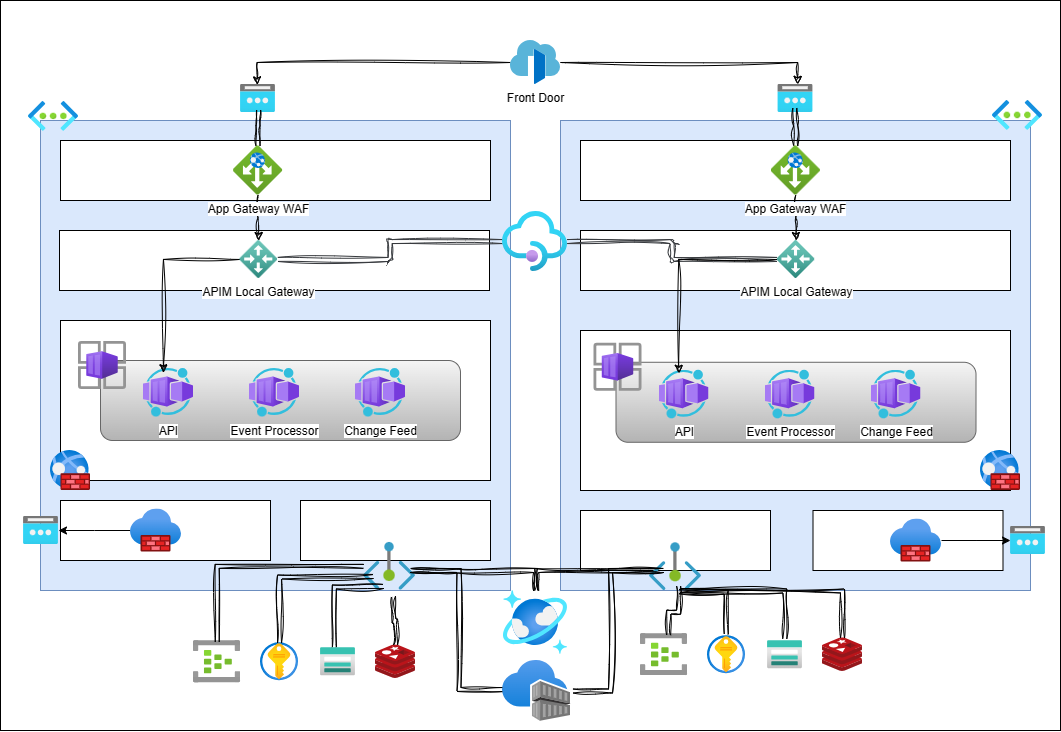 Front Door
App Gateway WAF
App Gateway WAF
APIM Local Gateway
APIM Local Gateway
API
Event Processor
Change Feed
API
Event Processor
Change Feed